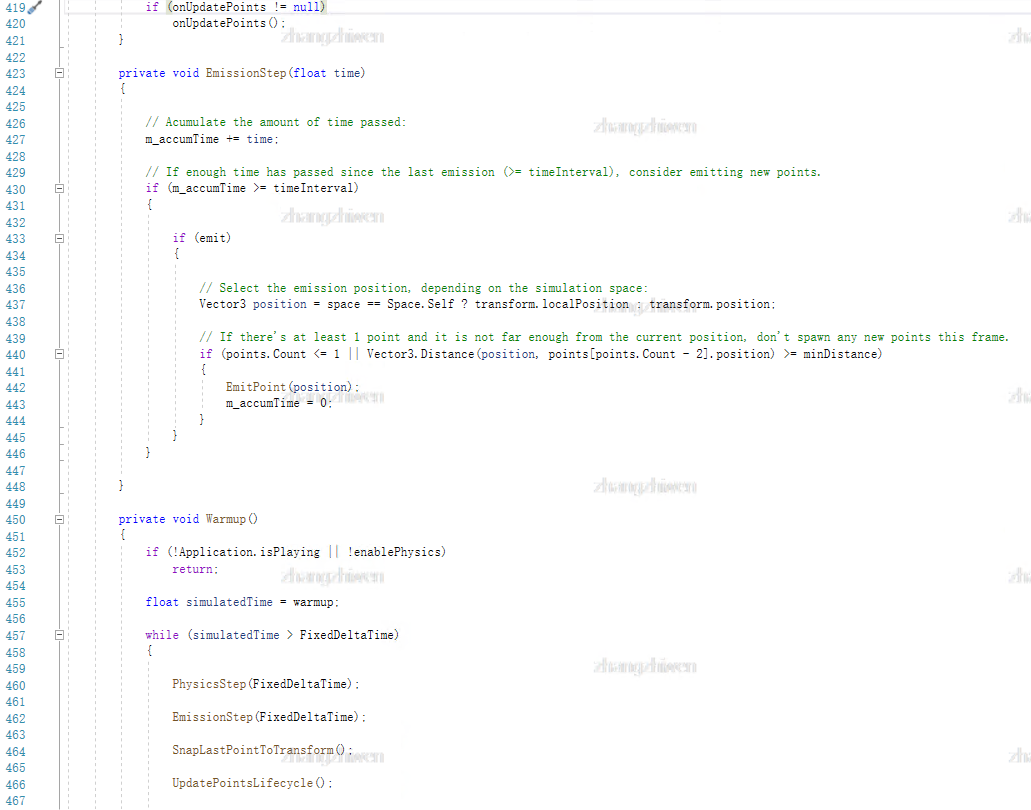 419 if (onUpdatePoints != null)
420 onUpdatePoints();
421 }
422
423 private void EmissionStep(float time)
424 {
425
426 // Acumulate the amount of time passed:
427 m_accumTime += time;
428
429 // If enough time has passed since the last emission (>= timeInterval), consider emitting new points.
430 if (m_accumTime >= timeInterval)
431 {
432
433 if (emit)
434 {
435
436 // Select the emission position, depending on the simulation space:
437 Vector3 position = space == Space.Self ? transform.localPosition : transform.position;
438
439 // If there's at least 1 point and it is not far enough from the current position, don't spawn any new points this frame.
440 if (points.Count <= 1 || Vector3.Distance(position, points[points.Count - 2].position) >= minDistance)
441 {
442 EmitPoint(position);
443 m_accumTime = 0;
444 }
445 }
446 }
447
448 }
449
450 private void Warmup()
451 {
452 if (!Application.isPlaying || !enablePhysics)
453 return;
454
455 float simulatedTime = warmup;
456
457 while (simulatedTime > FixedDeltaTime)
458 {
459
460 PhysicsStep(FixedDeltaTime);
461
462 EmissionStep(FixedDeltaTime);
463
464 SnapLastPointToTransform();
465
466 UpdatePointsLifecycle();
467